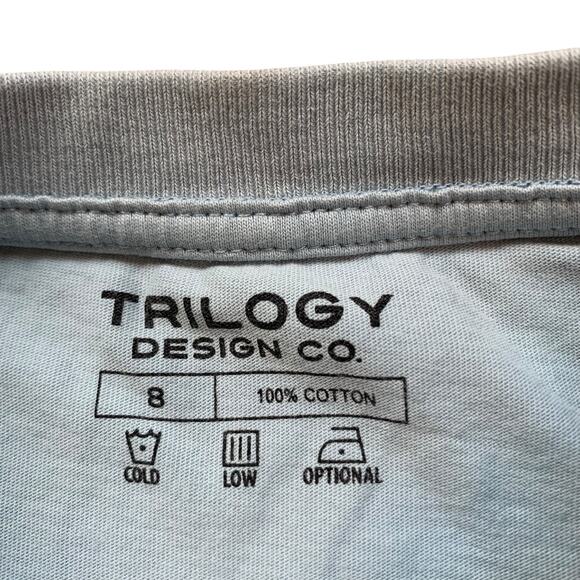 TRILOGY
DESIGN CO.
8 100% COTTON
COLD LOW OPTIONAL